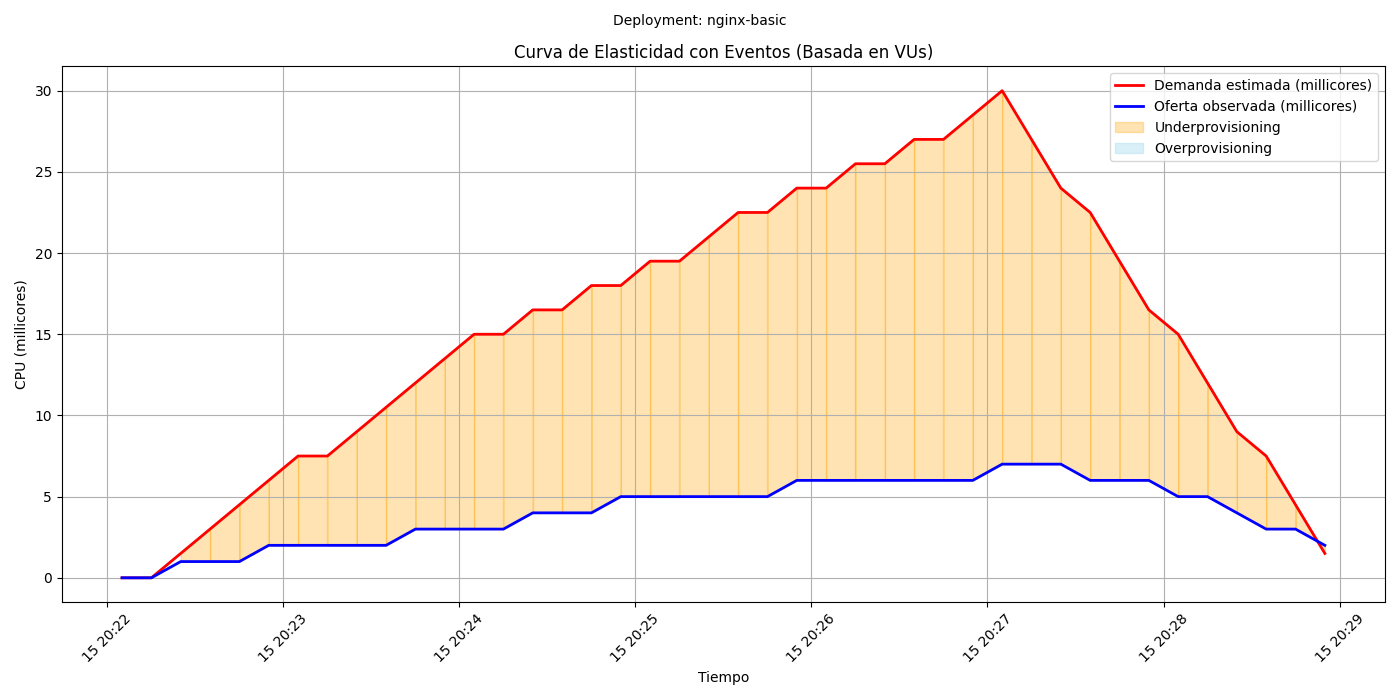 Deployment: nginx-basic
Curva de Elasticidad con Eventos (Basada en VUs)
Demanda estimada (millicores)
Oferta observada (millicores)
Underprovisioning
Overprovisioning
CPU (millicores)
30
25
20
15
10
5
0
15 20:22
15 20:23
15 20:24
15 20:25
15 20:26
15 20:27
15 20:28
15 20:29
Tiempo